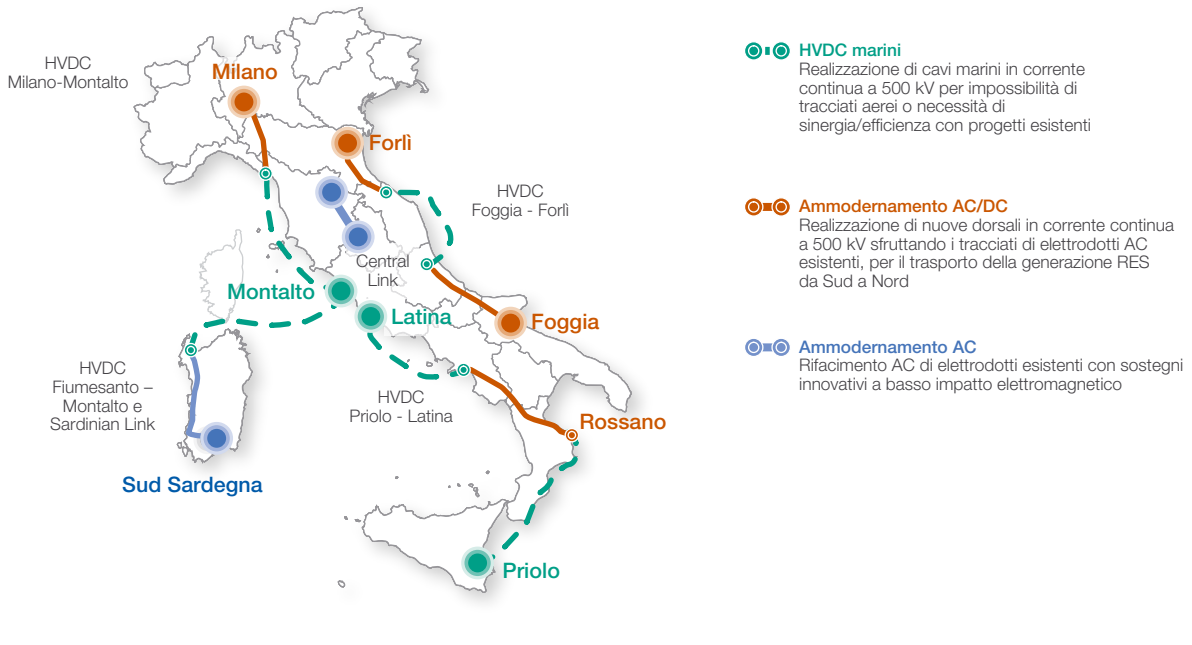 HVDC
Milano-Montalto
Milano
Forlì
HVDC
Foggia - Forlì
Central
Link
Montalto
Latina
Foggia
HVDC
Fiumesanto –
Montalto e
Sardinian Link
HVDC
Priolo - Latina
Rossano
Sud Sardegna
Priolo
HVDC marini
Realizzazione di cavi marini in corrente
continua a 500 kV per impossibilità di
tracciati aerei o necessità di
sinergia/efficienza con progetti esistenti
Ammodernamento AC/DC
Realizzazione di nuove dorsali in corrente continua
a 500 kV sfruttando i tracciati di elettrodotti AC
esistenti, per il trasporto della generazione RES
da Sud a Nord
Ammodernamento AC
Rifacimento AC di elettrodotti esistenti con sostegni
innovativi a basso impatto elettromagnetico